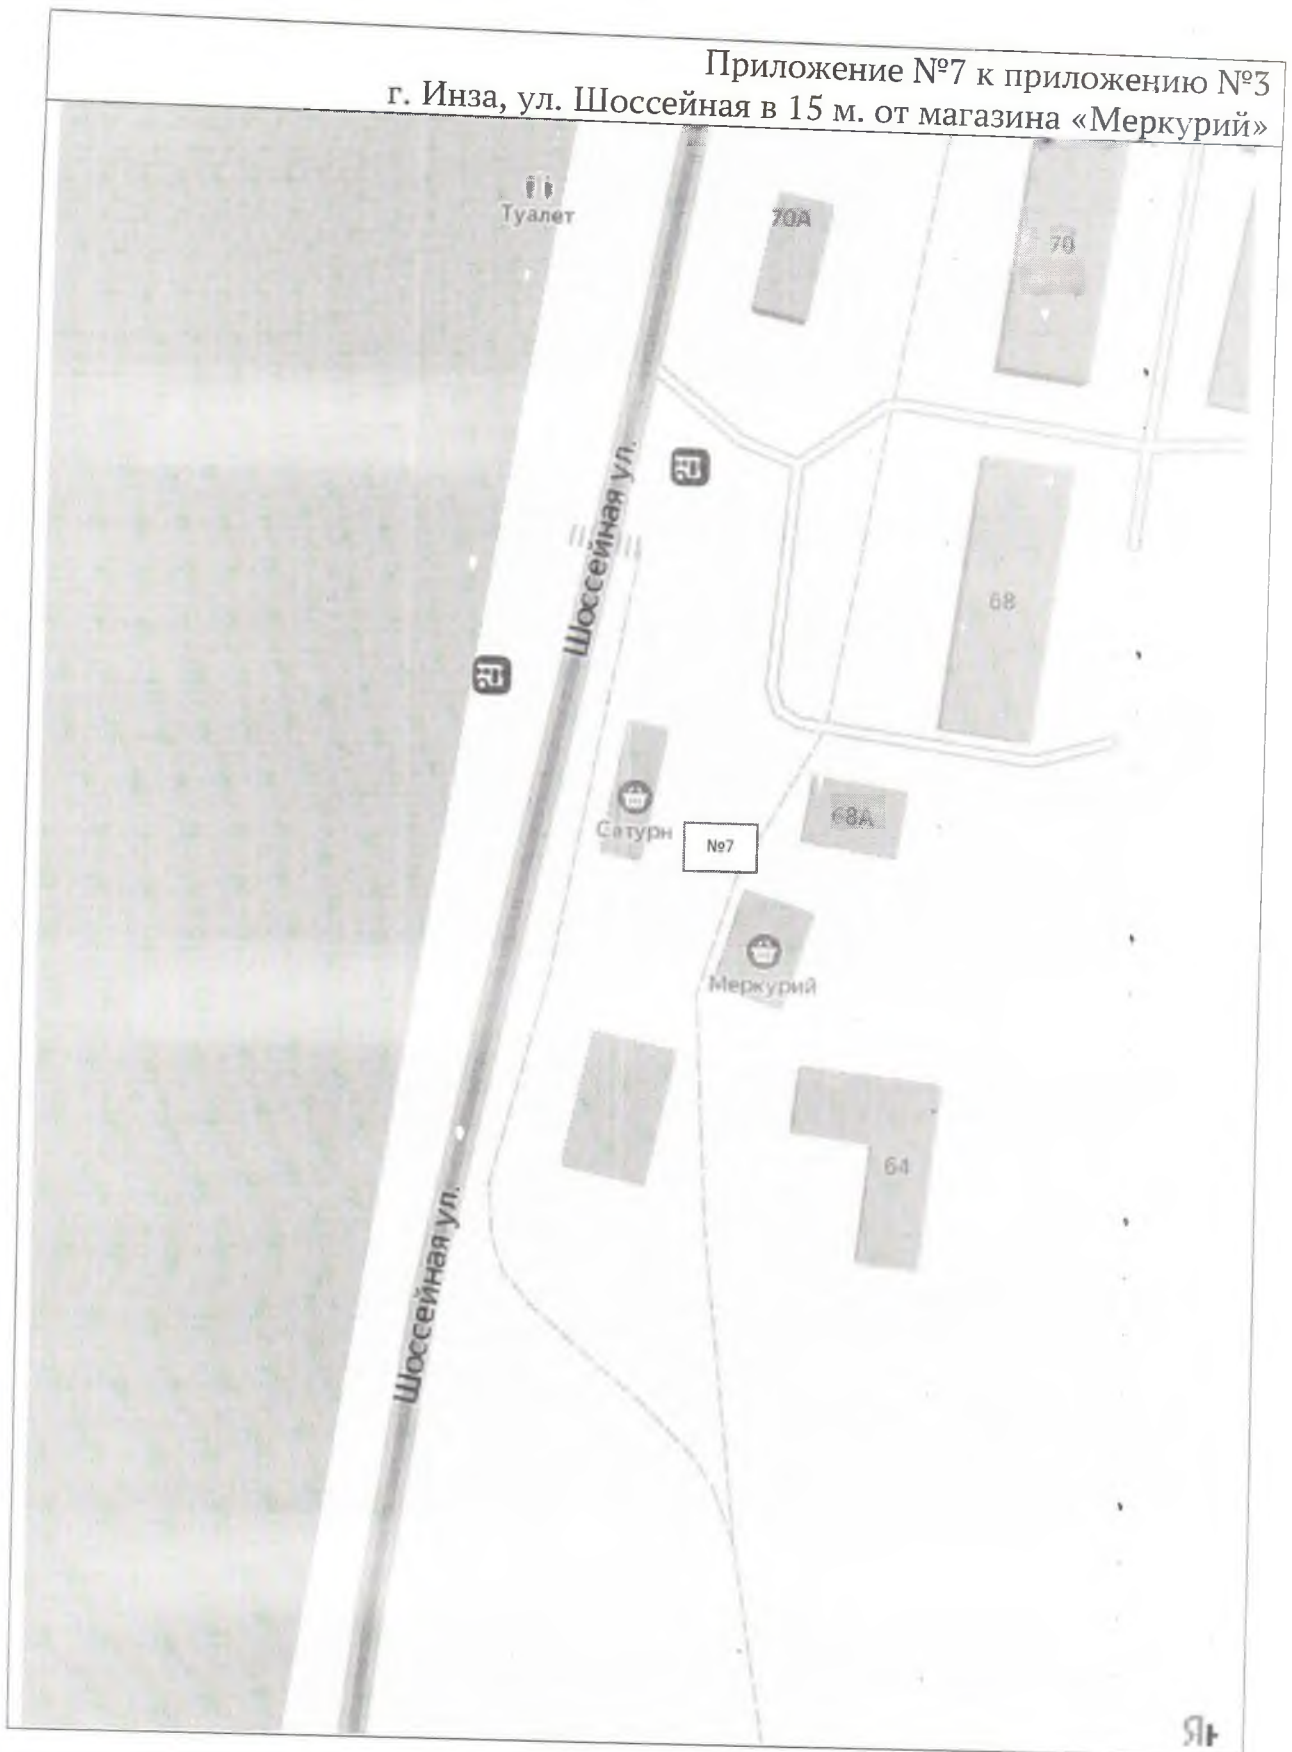 Приложение №7 к приложению №3
г. Инза, ул. Шоссейная в 15 м. от магазина «Меркурий»
Туалет
70А
70
Шоссейная ул.
68
Сатурн
№7
68А
Меркурий
64
Шоссейная ул.